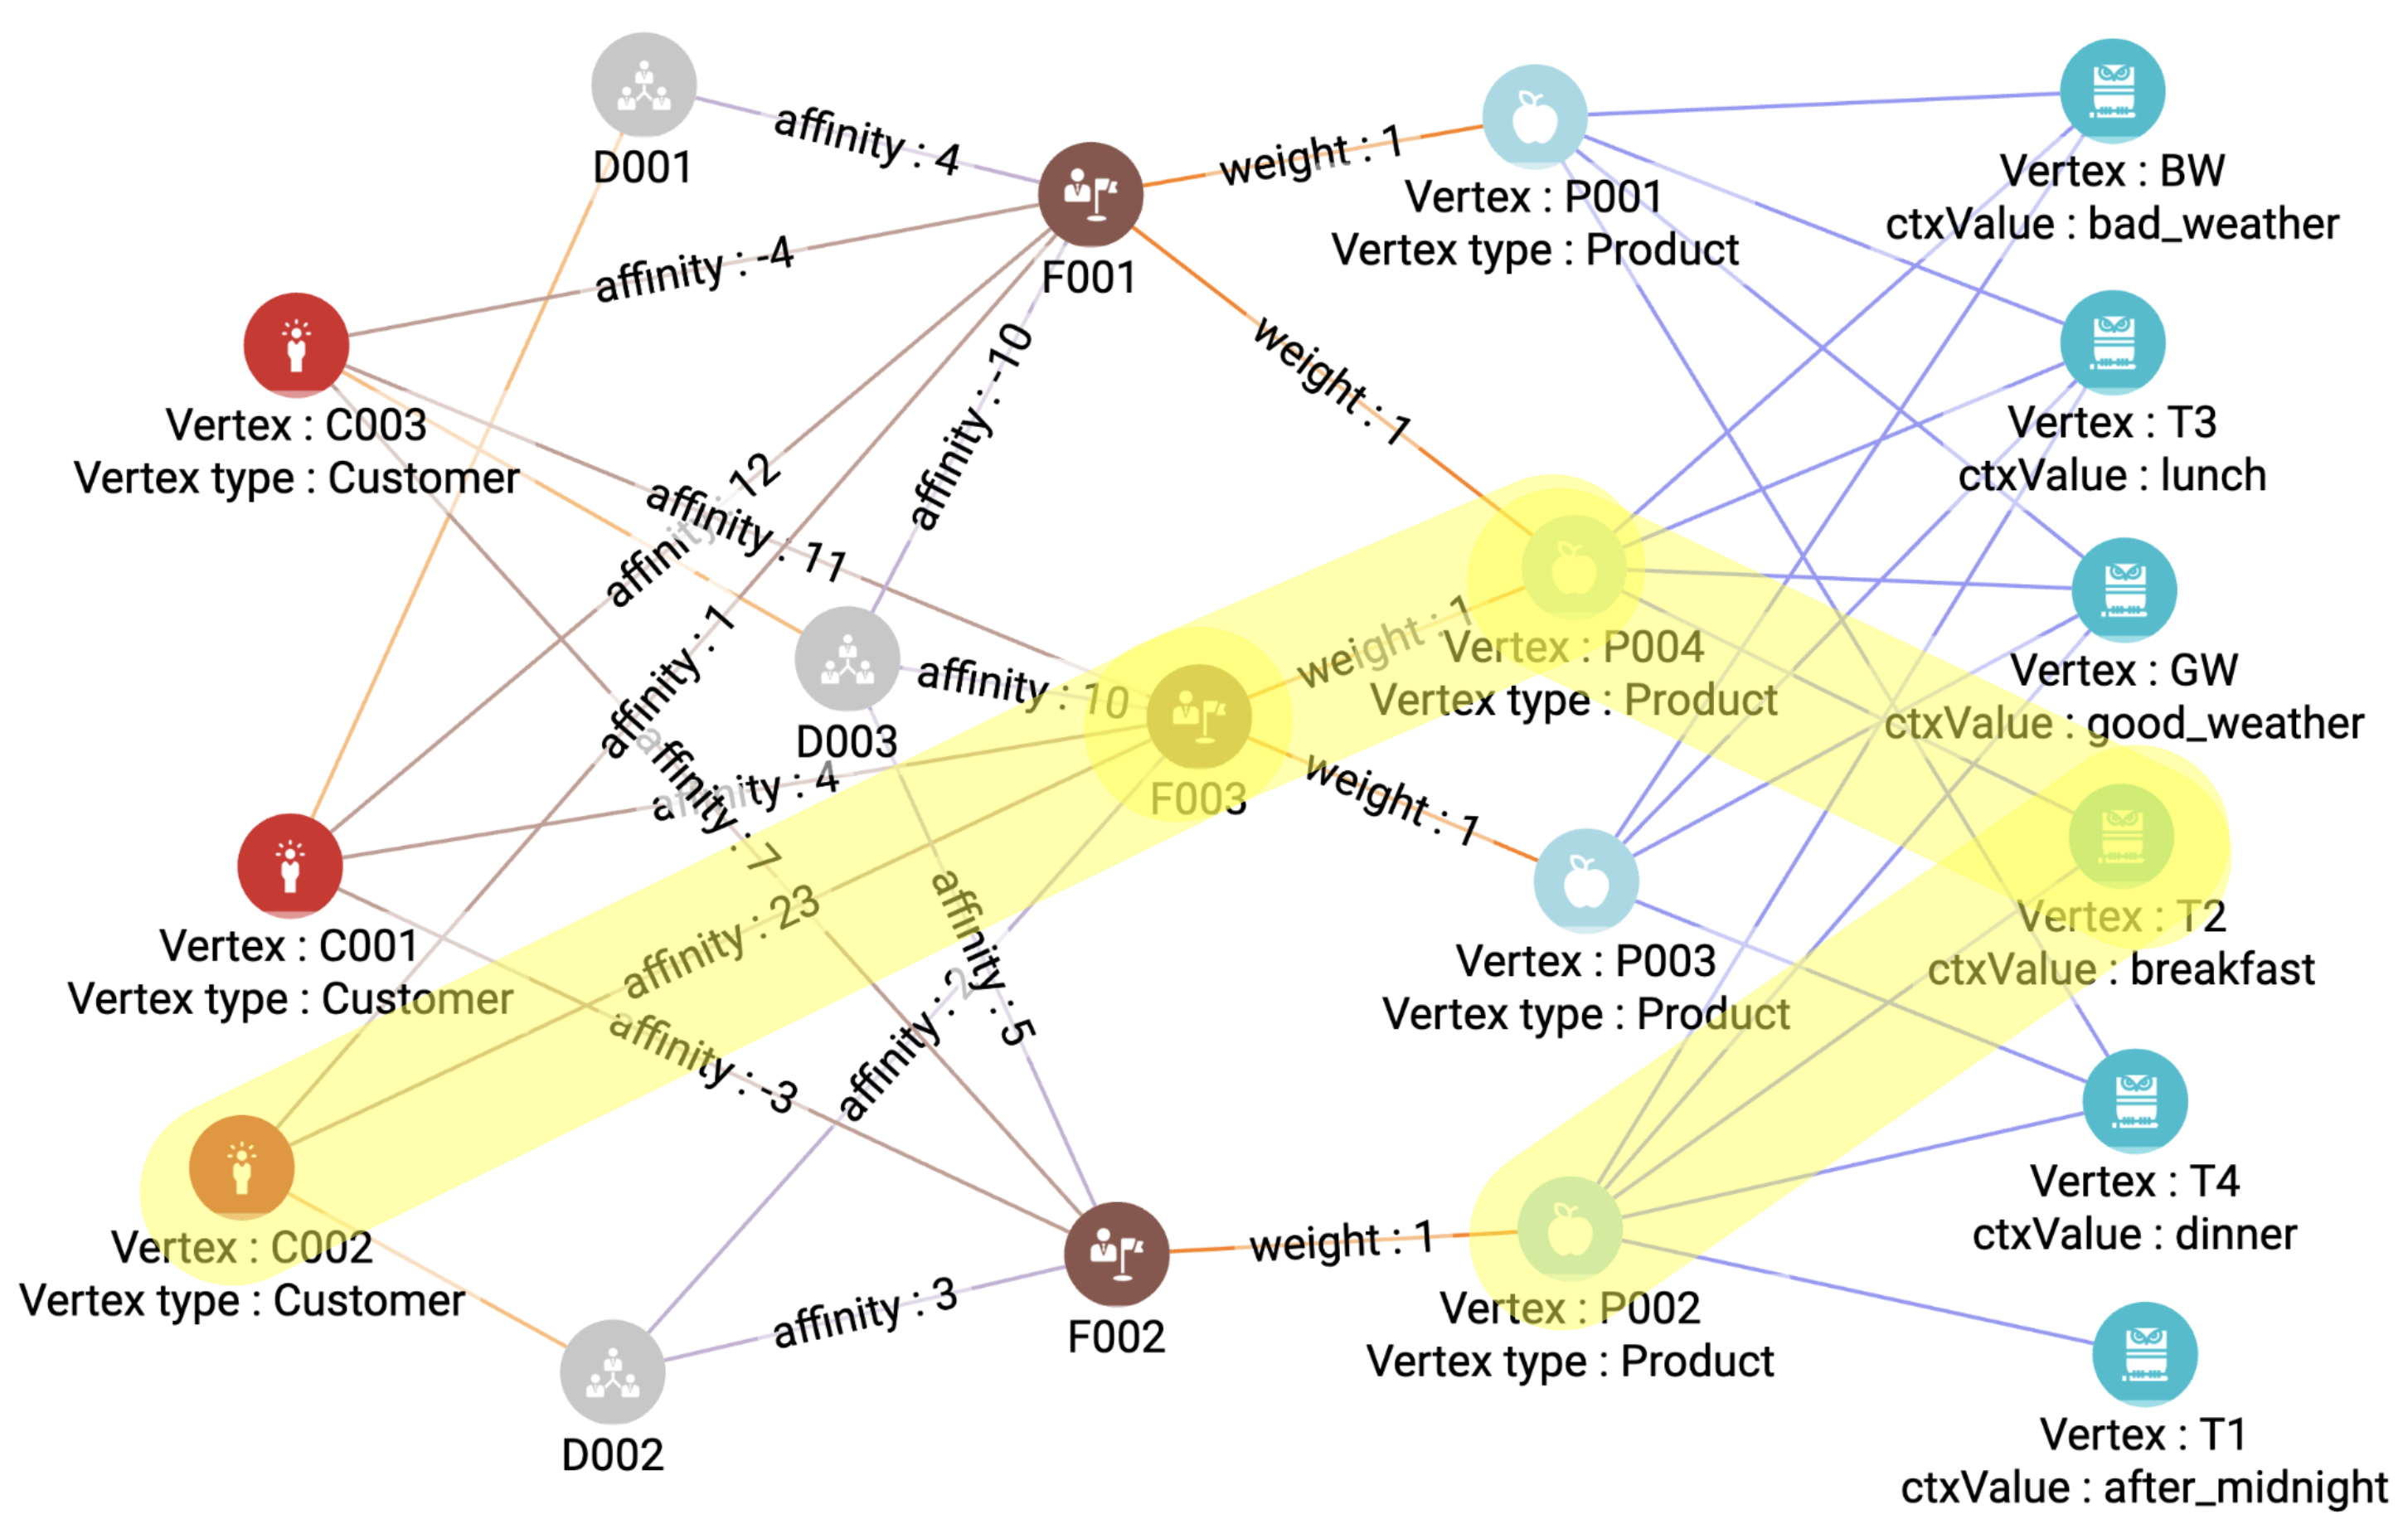 D001
affinity : 4
weight : 1
Vertex : P001
Vertex type : Product
Vertex : BW
ctxValue : bad_weather
affinity : -4
F001
Vertex : C003
Vertex type : Customer
affinity : -10
weight : 1
Vertex : T3
ctxValue : lunch
affinity : 12
affinity : 11
affinity : 1
affinity : 10
weight : 1
Vertex : P004
Vertex type : Product
Vertex : GW
ctxValue : good_weather
D003
affinity : 4
affinity : 7
F003
weight : 1
Vertex : C001
Vertex type : Customer
affinity : 23
affinity : 5
Vertex : P003
Vertex type : Product
Vertex : T2
ctxValue : breakfast
affinity : -3
affinity : 2
Vertex : C002
Vertex type : Customer
affinity : 3
F002
weight : 1
Vertex : P002
Vertex type : Product
Vertex : T4
ctxValue : dinner
D002
Vertex : T1
ctxValue : after_midnight